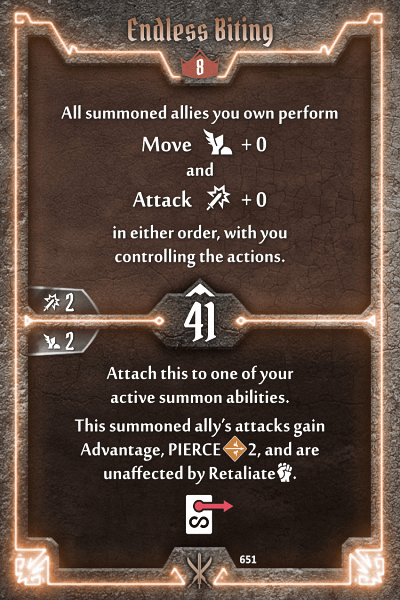 Endless Biting
8
All summoned allies you own perform
Move + 0
and
Attack + 0
in either order, with you
controlling the actions.
2
41
2
Attach this to one of your
active summon abilities.
This summoned ally's attacks gain
Advantage, PIERCE 2, and are
unaffected by Retaliate.
651